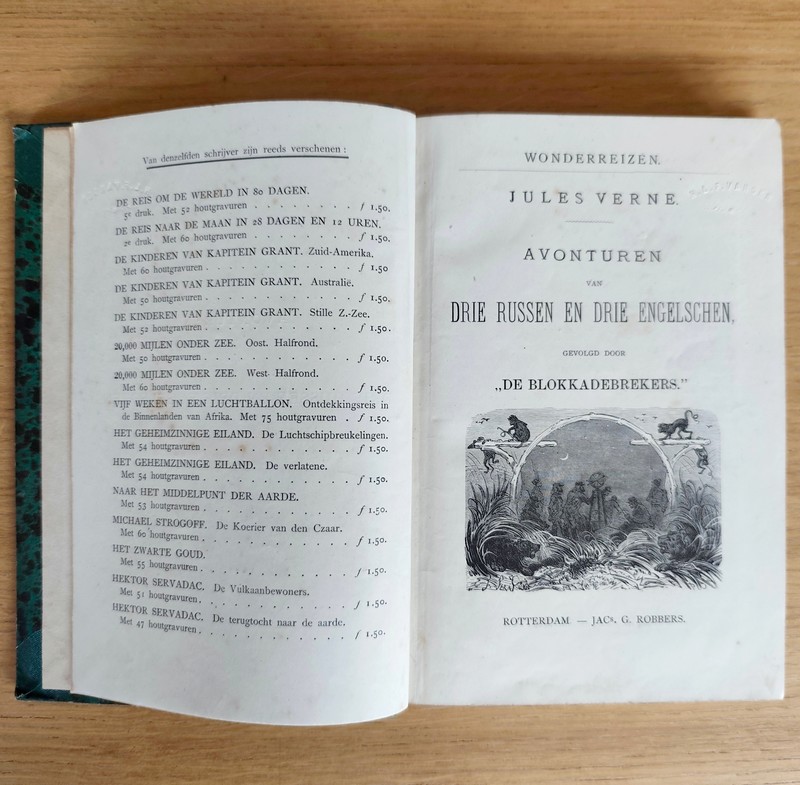 Van denzelfden schrijver zijn reeds verschenen:
DE REIS OM DE WERELD IN 80 DAGEN.
5e druk. Met 52 houtgravuren . . . . . . . . ƒ 1.50.
DE REIS NAAR DE MAAN IN 28 DAGEN EN 12 UREN.
2e druk. Met 60 houtgravuren . . . . . . . . ƒ 1.50.
DE KINDEREN VAN KAPITEIN GRANT. Zuid-Amerika.
Met 60 houtgravuren . . . . . . . . . . . ƒ 1.50
DE KINDEREN VAN KAPITEIN GRANT. Australië.
Met 50 houtgravuren . . . . . . . . . . . ƒ 1.50.
DE KINDEREN VAN KAPITEIN GRANT. Stille Z.-Zee.
Met 52 houtgravuren . . . . . . . . . . . ƒ 1.50.
20,000 MIJLEN ONDER ZEE. Oost. Halfrond.
Met 50 houtgravuren . . . . . . . . . . . ƒ 1.50.
20,000 MIJLEN ONDER ZEE. West. Halfrond.
Met 60 houtgravuren . . . . . . . . . . . ƒ 1.50.
VIJF WEKEN IN EEN LUCHTBALLON. Ontdekkingsreis in
de Binnenlanden van Afrika. Met 75 houtgravuren . ƒ 1.50.
HET GEHEIMZINNIGE EILAND. De Luchtschipbreukelingen.
Met 54 houtgravuren . . . . . . . . . . . ƒ 1.50.
HET GEHEIMZINNIGE EILAND. De verlatene.
Met 54 houtgravuren . . . . . . . . . . . ƒ 1.50.
NAAR HET MIDDELPUNT DER AARDE.
Met 53 houtgravuren . . . . . . . . . . . ƒ 1.50.
MICHAEL STROGOFF. De Koerier van den Czaar.
Met 60 houtgravuren . . . . . . . . . . . ƒ 1.50.
HET ZWARTE GOUD.
Met 55 houtgravuren . . . . . . . . . . . ƒ 1.50.
HEKTOR SERVADAC. De Vulkaanbewoners.
Met 51 houtgravuren . . . . . . . . . . . ƒ 1.50.
HEKTOR SERVADAC. De terugtocht naar de aarde.
Met 47 houtgravuren . . . . . . . . . . . ƒ 1.50.
WONDERREIZEN.
JULES VERNE.
AVONTUREN
VAN
DRIE RUSSEN EN DRIE ENGELSCHEN,
GEVOLGD DOOR
„DE BLOKKADEBREKERS."
ROTTERDAM — JACs. G. ROBBERS.